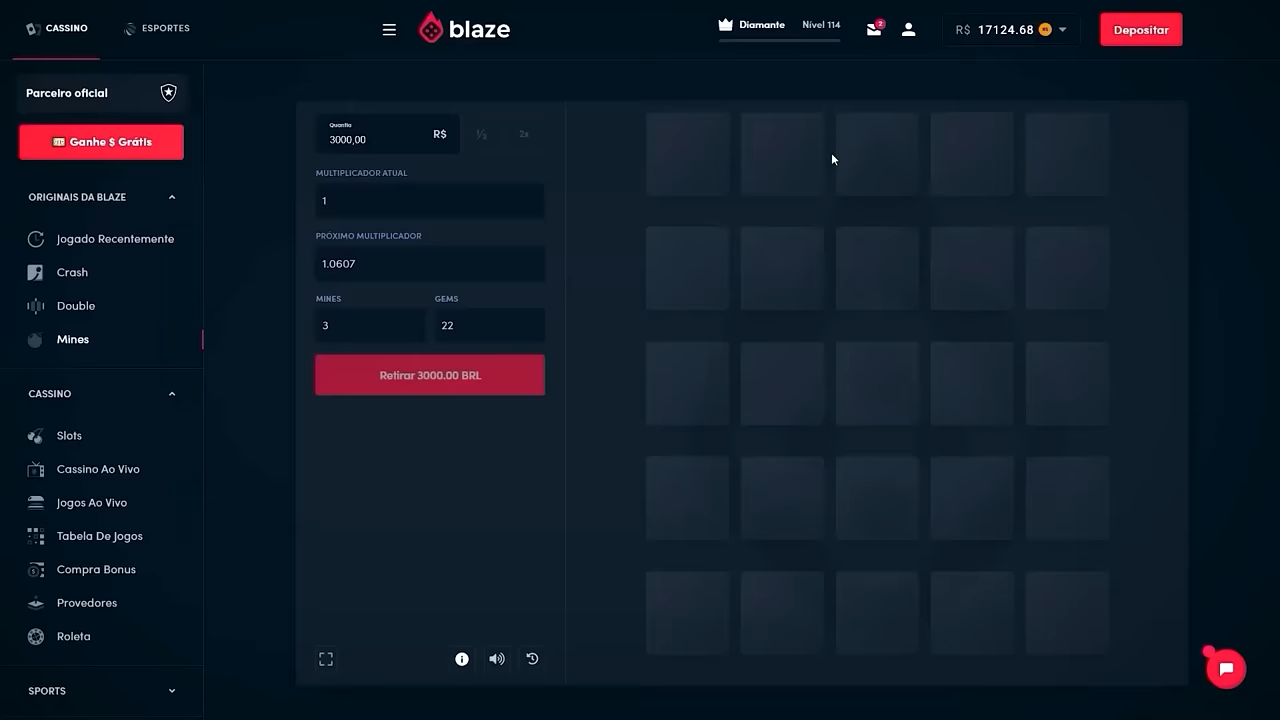 CASSINO
ESPORTES
blaze
Diamante
Nível 114
2
R$ 17124.68
R$
Depositar
Parceiro oficial
Ganhe $ Grátis
ORIGINAIS DA BLAZE
Jogado Recentemente
Crash
Double
Mines
CASSINO
Slots
Cassino Ao Vivo
Jogos Ao Vivo
Tabela De Jogos
Compra Bonus
Provedores
Roleta
SPORTS
Quantia
3000,00
R$
½
2x
MULTIPLICADOR ATUAL
1
PRÓXIMO MULTIPLICADOR
1.0607
MINES
GEMS
3
22
Retirar 3000.00 BRL